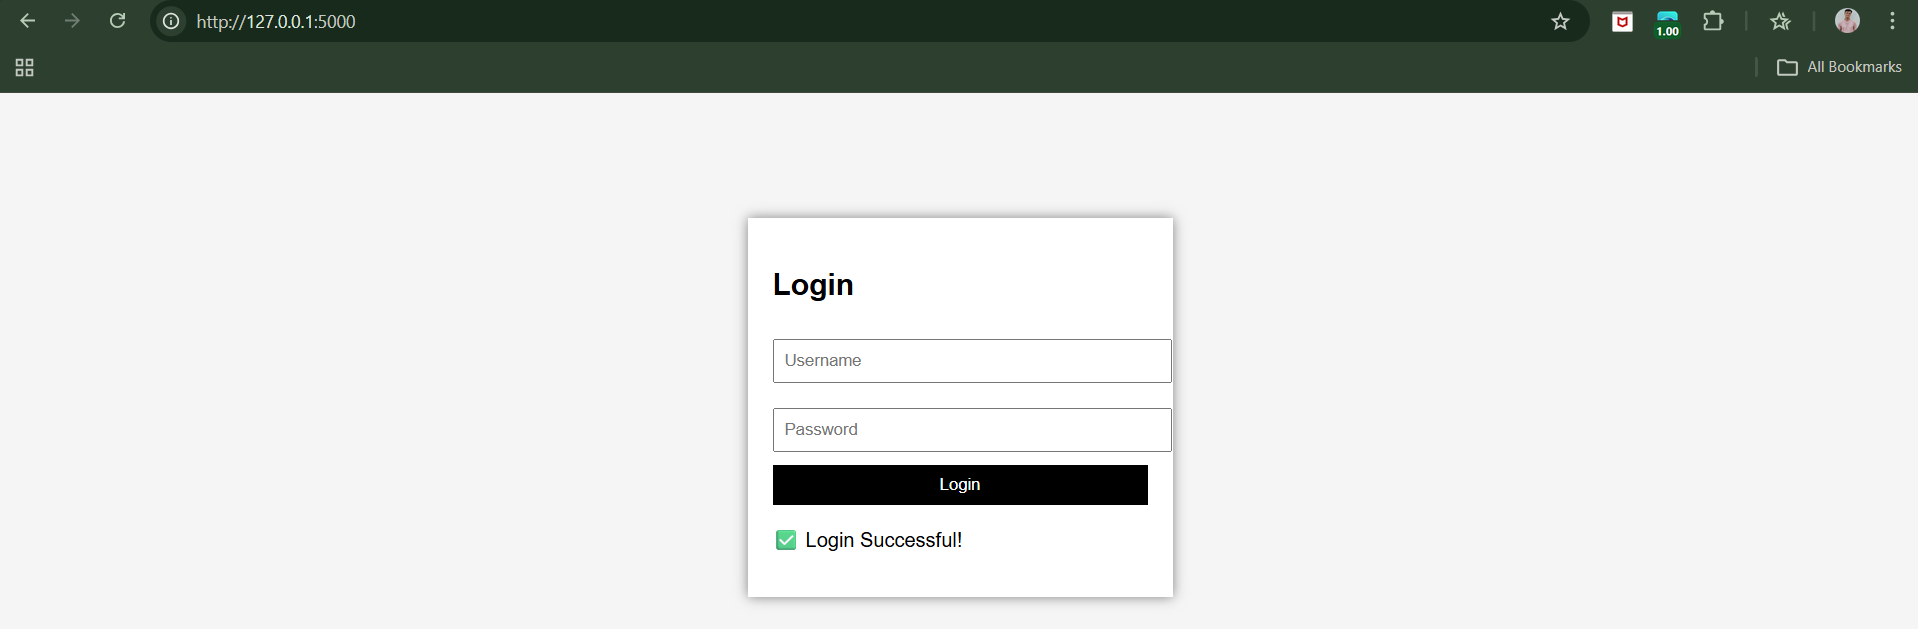 http://127.0.0.1:5000
1.00
All Bookmarks
Login
Username
Password
Login
✅ Login Successful!